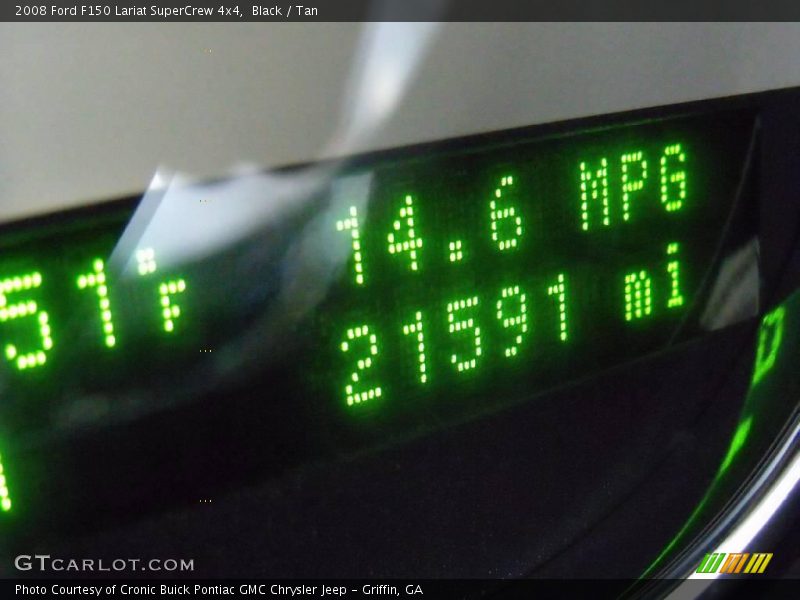 2008 Ford F150 Lariat SuperCrew 4x4, Black / Tan
14.6 MPG
51°F
21591 mi
GTCARLOT.COM
Photo Courtesy of Cronic Buick Pontiac GMC Chrysler Jeep - Griffin, GA